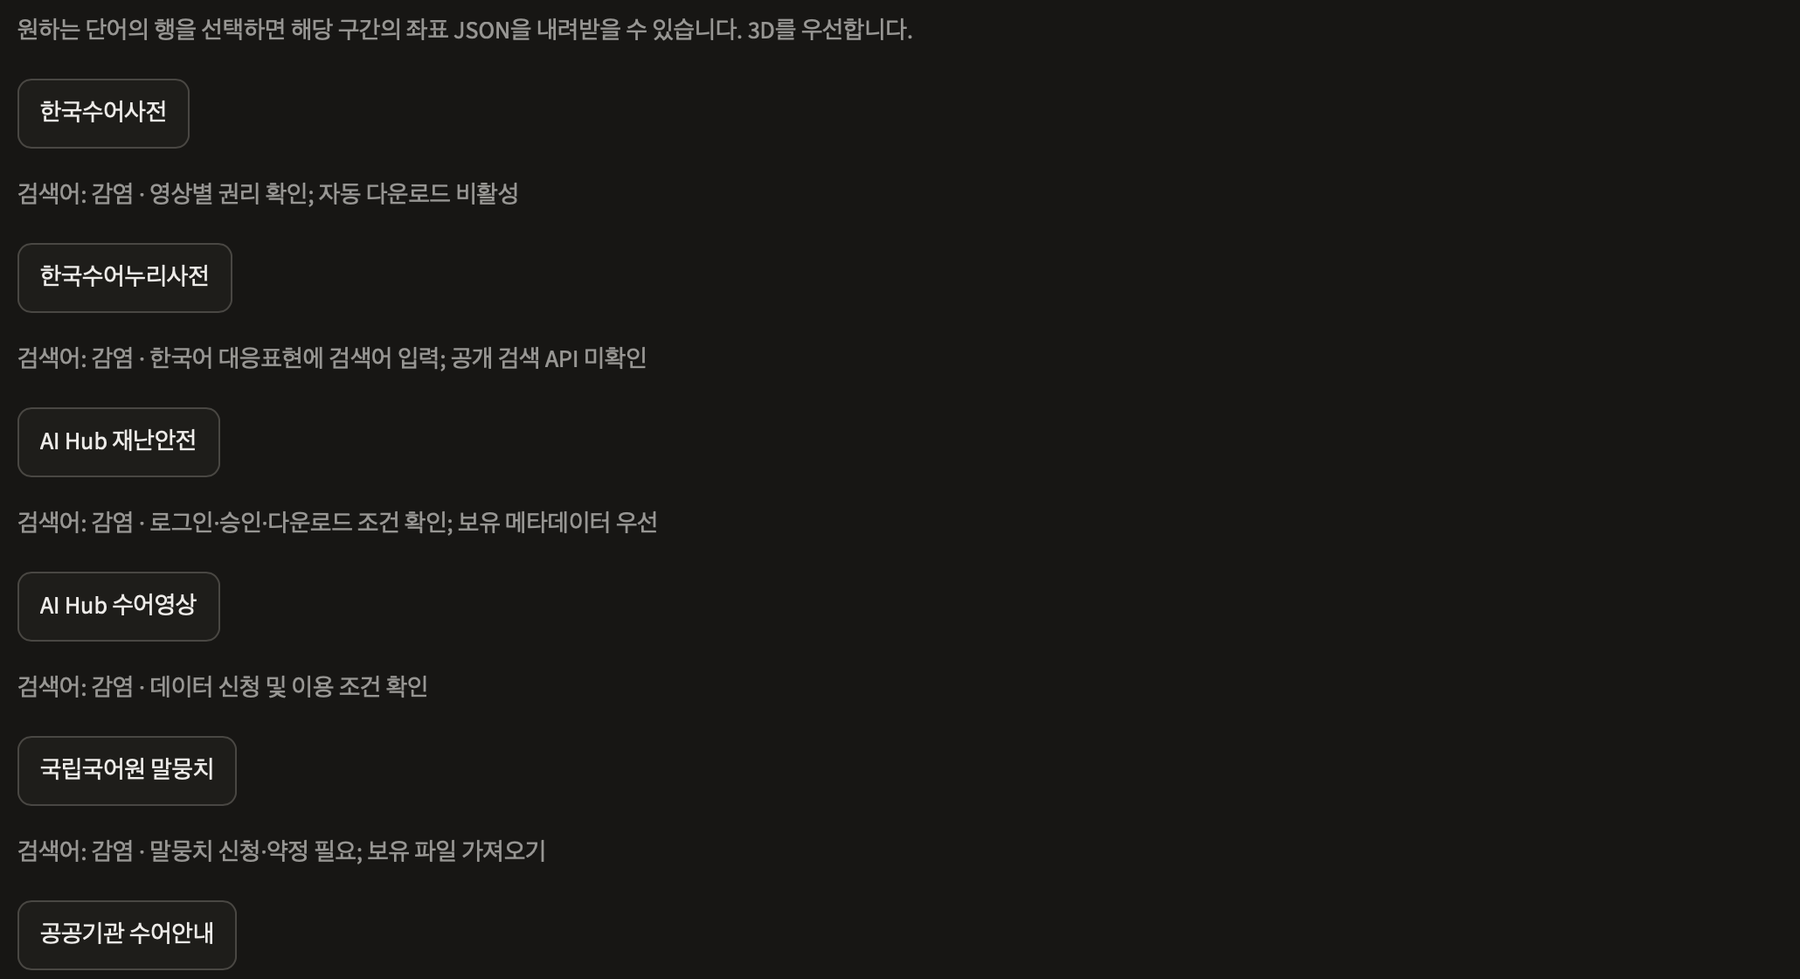 원하는 단어의 행을 선택하면 해당 구간의 좌표 JSON을 내려받을 수 있습니다. 3D를 우선합니다.
한국수어사전
검색어: 감염 · 영상별 권리 확인; 자동 다운로드 비활성
한국수어누리사전
검색어: 감염 · 한국어 대응표현에 검색어 입력; 공개 검색 API 미확인
AI Hub 재난안전
검색어: 감염 · 로그인·승인·다운로드 조건 확인; 보유 메타데이터 우선
AI Hub 수어영상
검색어: 감염 · 데이터 신청 및 이용 조건 확인
국립국어원 말뭉치
검색어: 감염 · 말뭉치 신청·약정 필요; 보유 파일 가져오기
공공기관 수어안내